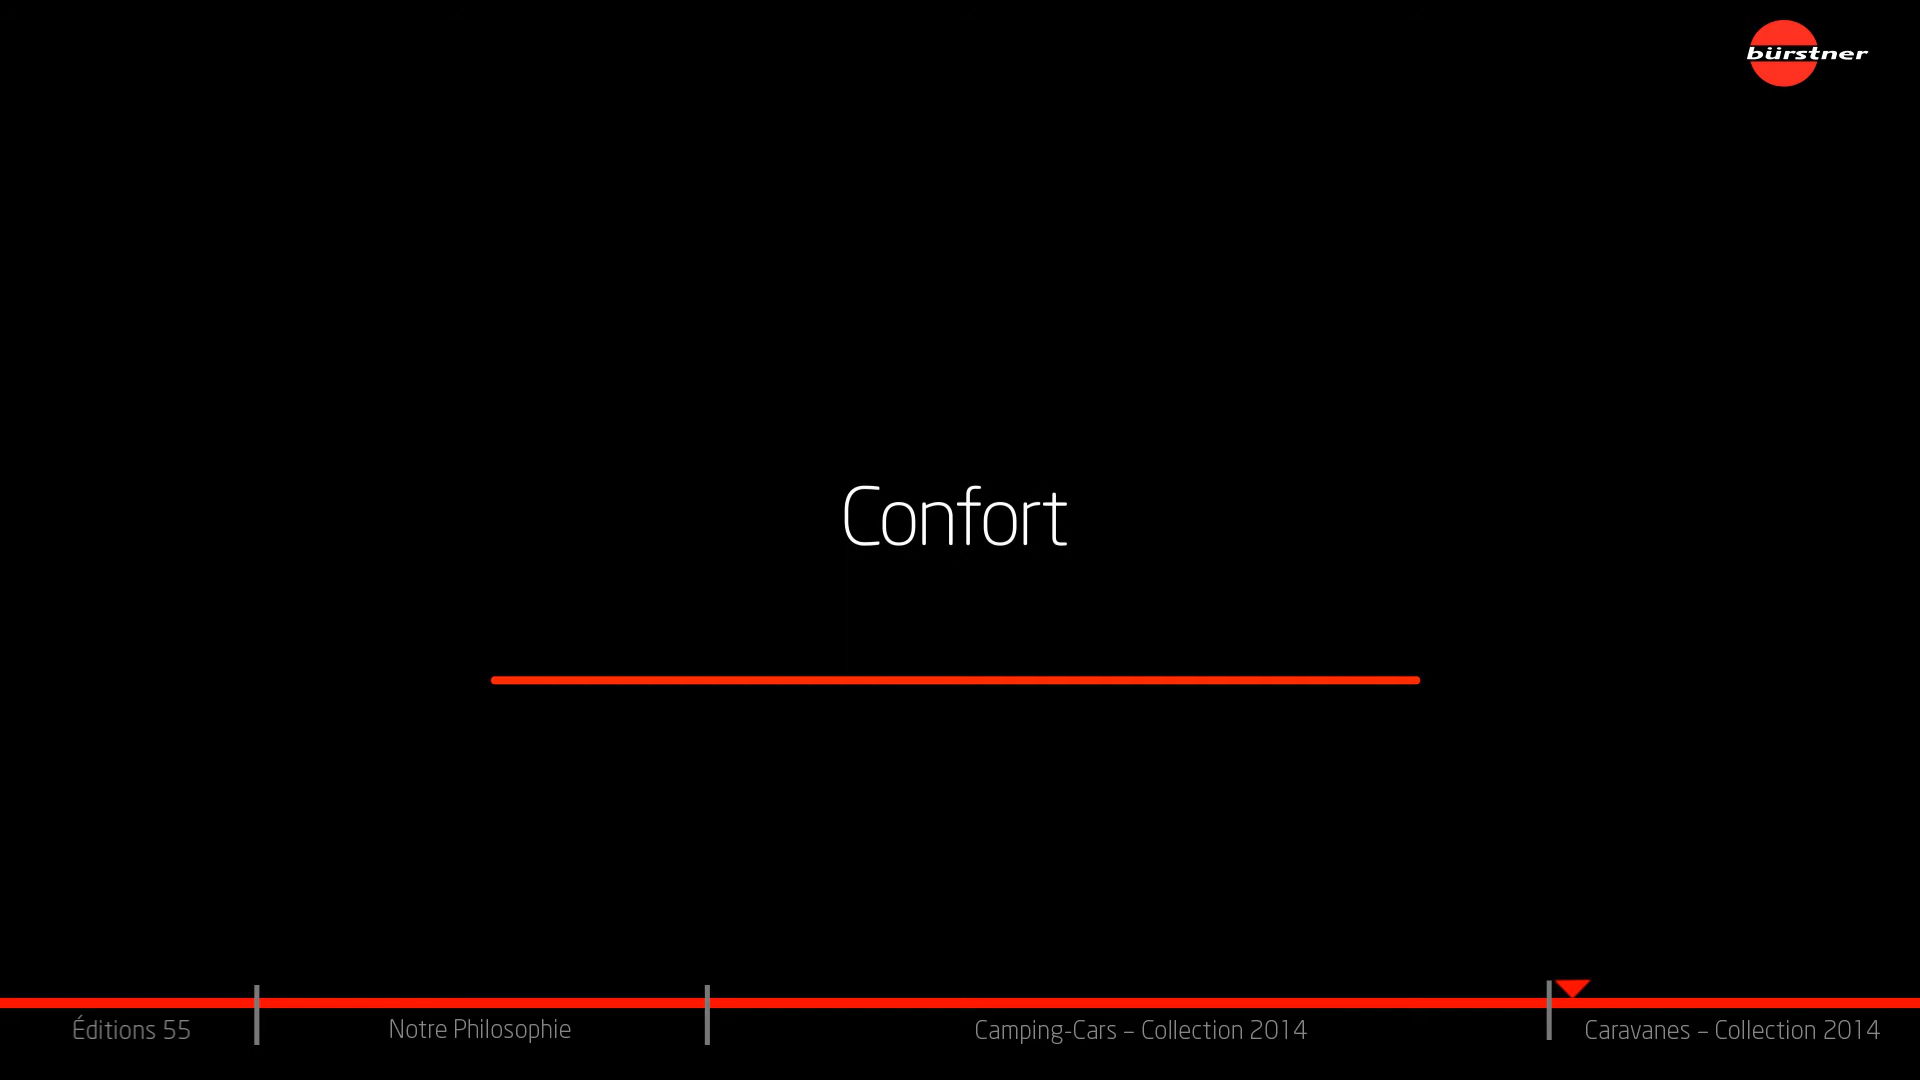 bürstner
Confort
Éditions 55
Notre Philosophie
Camping-Cars – Collection 2014
Caravanes – Collection 2014